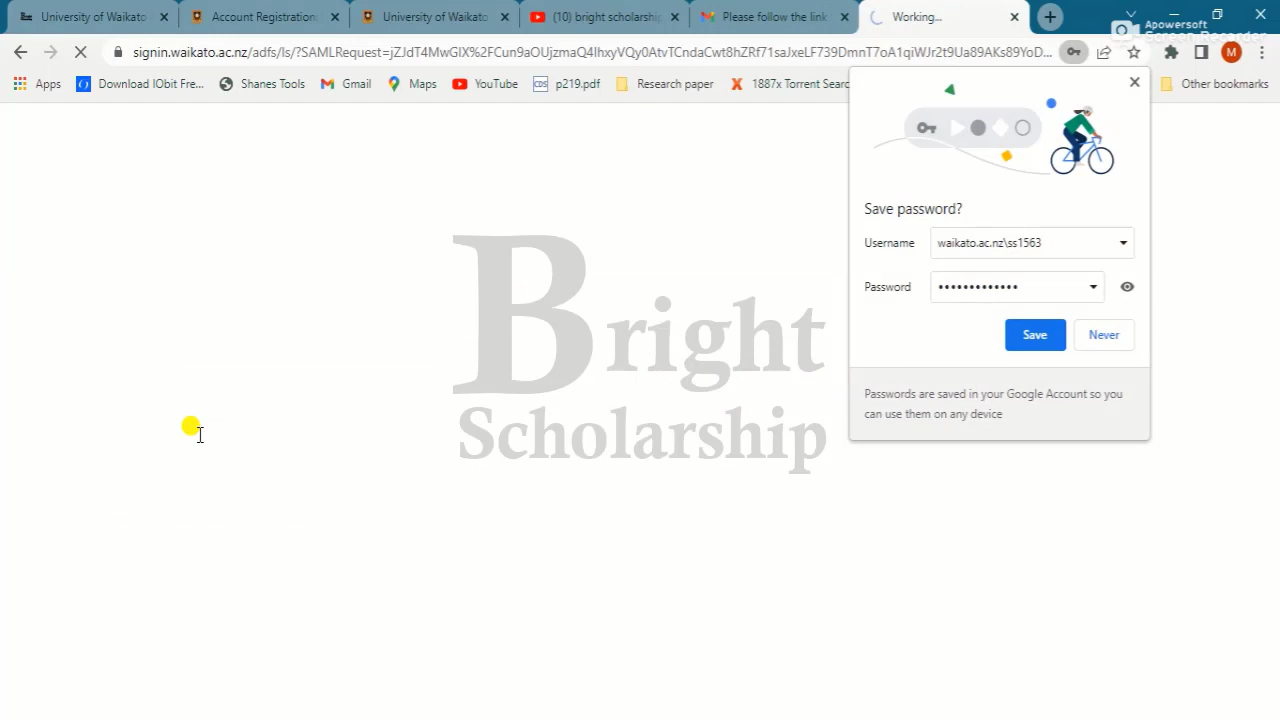 University of Waikato
Account Registration
University of Waikato
(10) bright scholarship
Please follow the link
Working...
Apowersoft
Screen Recorder
signin.waikato.ac.nz/adfs/ls/?SAMLRequest=
M
Apps
Download IObit Fre...
Shanes Tools
Gmail
Maps
YouTube
CDS p219.pdf
Research paper
1887x Torrent Searc
Other bookmarks
Save password?
Username
waikato.ac.nz\ss1563
Password
•••••••••••••
Save
Never
Passwords are saved in your Google Account so you
can use them on any device
Bright
Scholarship